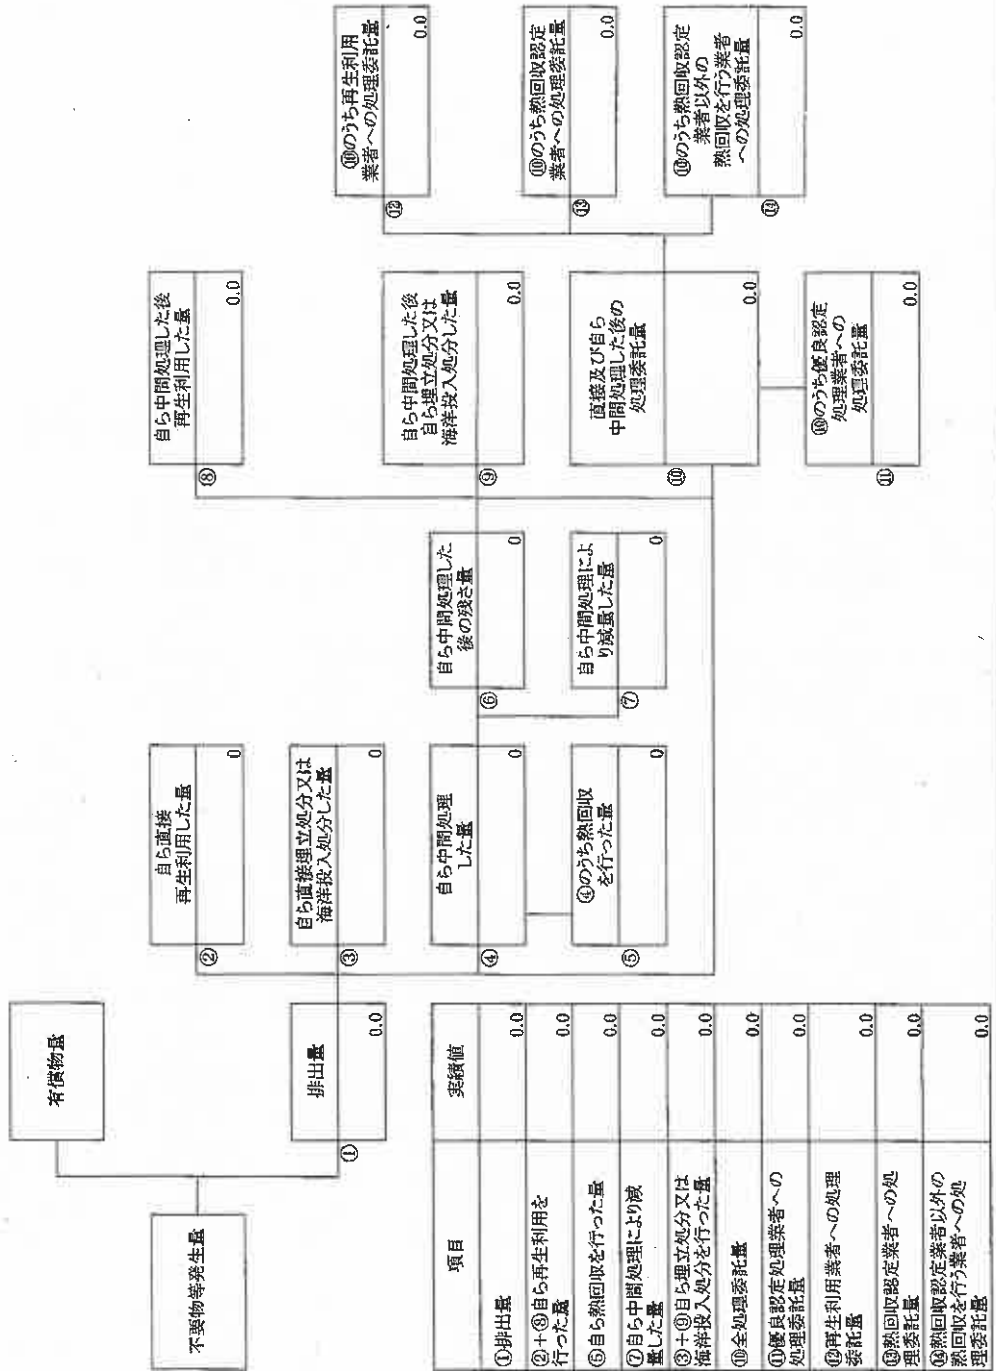 不要物等発生量
有償物量
①
排出量
0.0
②
自ら直接
再生利用した量
0
③
自ら直接埋立処分又は
海洋投入処分した量
0
④
自ら中間処理
した量
0
⑤
④のうち熱回収
を行った量
0
⑥
自ら中間処理した
後の残さ量
0
⑦
自ら中間処理によ
り減量した量
0
⑧
自ら中間処理した後
再生利用した量
0.0
⑨
自ら中間処理した後
自ら埋立処分又は
海洋投入処分した量
0.0
⑩
直接及び自ら
中間処理した後の
処理委託量
0.0
⑪
⑩のうち優良認定
処理業者への
処理委託量
0.0
⑫
⑩のうち再生利用
業者への処理委託量
0.0
⑬
⑩のうち熱回収認定
業者への処理委託量
0.0
⑭
⑩のうち熱回収認定
業者以外の
熱回収を行う業者
への処理委託量
0.0
項目 実績値
①排出量 0.0
②+⑧自ら再生利用を
行った量 0.0
⑤自ら熱回収を行った量 0.0
⑦自ら中間処理により減
量した量 0.0
③+⑨自ら埋立処分又は
海洋投入処分を行った量 0.0
⑩全処理委託量 0.0
⑪優良認定処理業者への
処理委託量 0.0
⑫再生利用業者への処理
委託量 0.0
⑬熱回収認定業者への処
理委託量 0.0
⑭熱回収認定業者以外の
熱回収を行う業者への処
理委託量 0.0